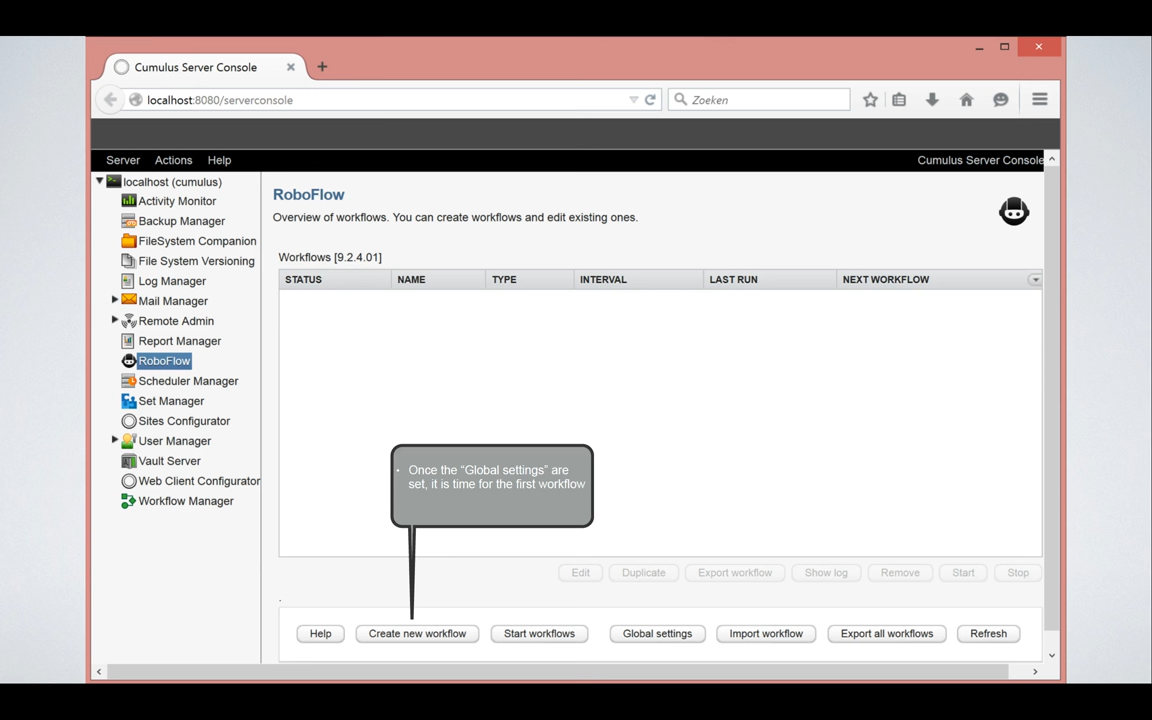 Cumulus Server Console
localhost:8080/serverconsole
Zoeken
Server Actions Help
Cumulus Server Console
localhost (cumulus)
Activity Monitor
Backup Manager
FileSystem Companion
File System Versioning
Log Manager
Mail Manager
Remote Admin
Report Manager
RoboFlow
Scheduler Manager
Set Manager
Sites Configurator
User Manager
Vault Server
Web Client Configurator
Workflow Manager
RoboFlow
Overview of workflows. You can create workflows and edit existing ones.
Workflows [9.2.4.01]
STATUS NAME TYPE INTERVAL LAST RUN NEXT WORKFLOW
• Once the “Global settings” are
set, it is time for the first workflow
Edit Duplicate Export workflow Show log Remove Start Stop
.
Help Create new workflow Start workflows Global settings Import workflow Export all workflows Refresh